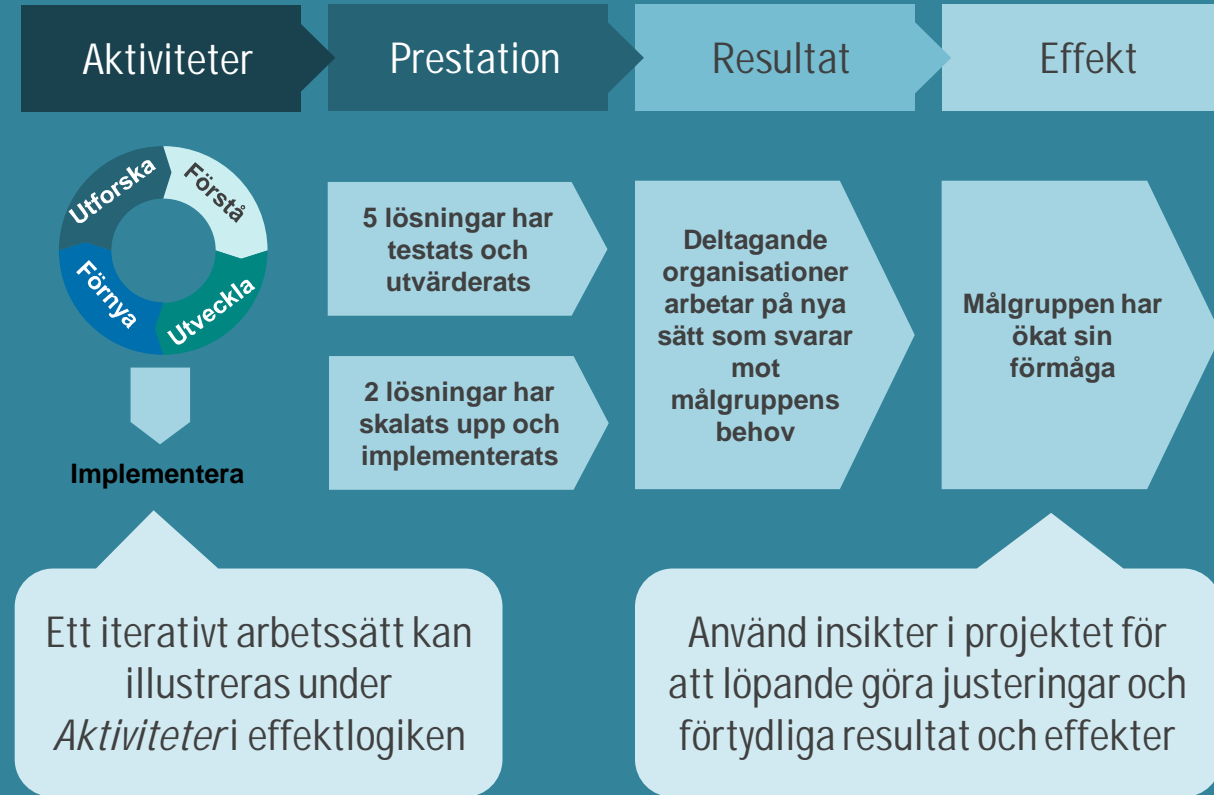 Aktiviteter
Prestation
Resultat
Effekt
Utforska
Förstå
Förnya
Utveckla
Implementera
5 lösningar har
testats och
utvärderats
2 lösningar har
skalats upp och
implementerats
Deltagande
organisationer
arbetar på nya
sätt som svarar
mot
målgruppens
behov
Målgruppen har
ökat sin
förmåga
Ett iterativt arbetssätt kan
illustreras under
Aktiviteter i effektlogiken
Använd insikter i projektet för
att löpande göra justeringar och
förtydliga resultat och effekter